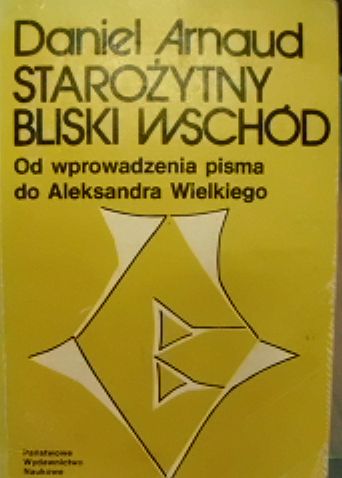 Daniel Arnaud
STAROŻYTNY
BLISKI WSCHÓD
Od wprowadzenia pisma
do Aleksandra Wielkiego
Państwowe
Wydawnictwo
Naukowe